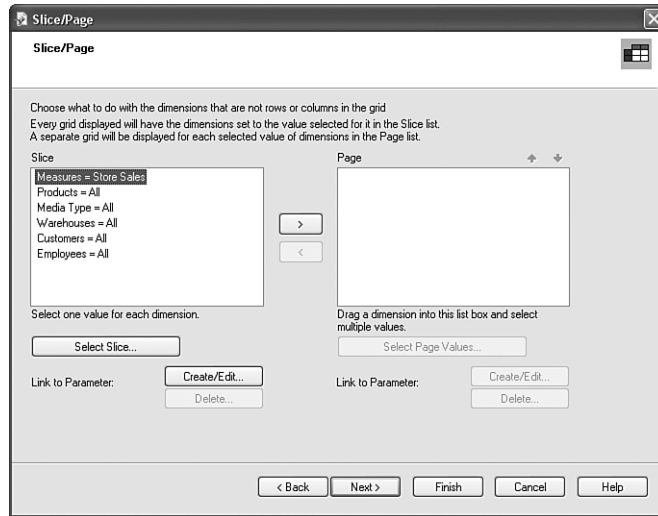 Slice/Page
Slice/Page
Choose what to do with the dimensions that are not rows or columns in the grid
Every grid displayed will have the dimensions set to the value selected for it in the Slice list.
A separate grid will be displayed for each selected value of dimensions in the Page list.
Slice
Page
Measures = Store Sales
Products = All
Media Type = All
Warehouses = All
Customers = All
Employees = All
>
<
Select one value for each dimension.
Drag a dimension into this list box and select
multiple values.
Select Slice...
Select Page Values...
Link to Parameter:
Create/Edit...
Delete...
Link to Parameter:
Create/Edit...
Delete...
< Back
Next >
Finish
Cancel
Help